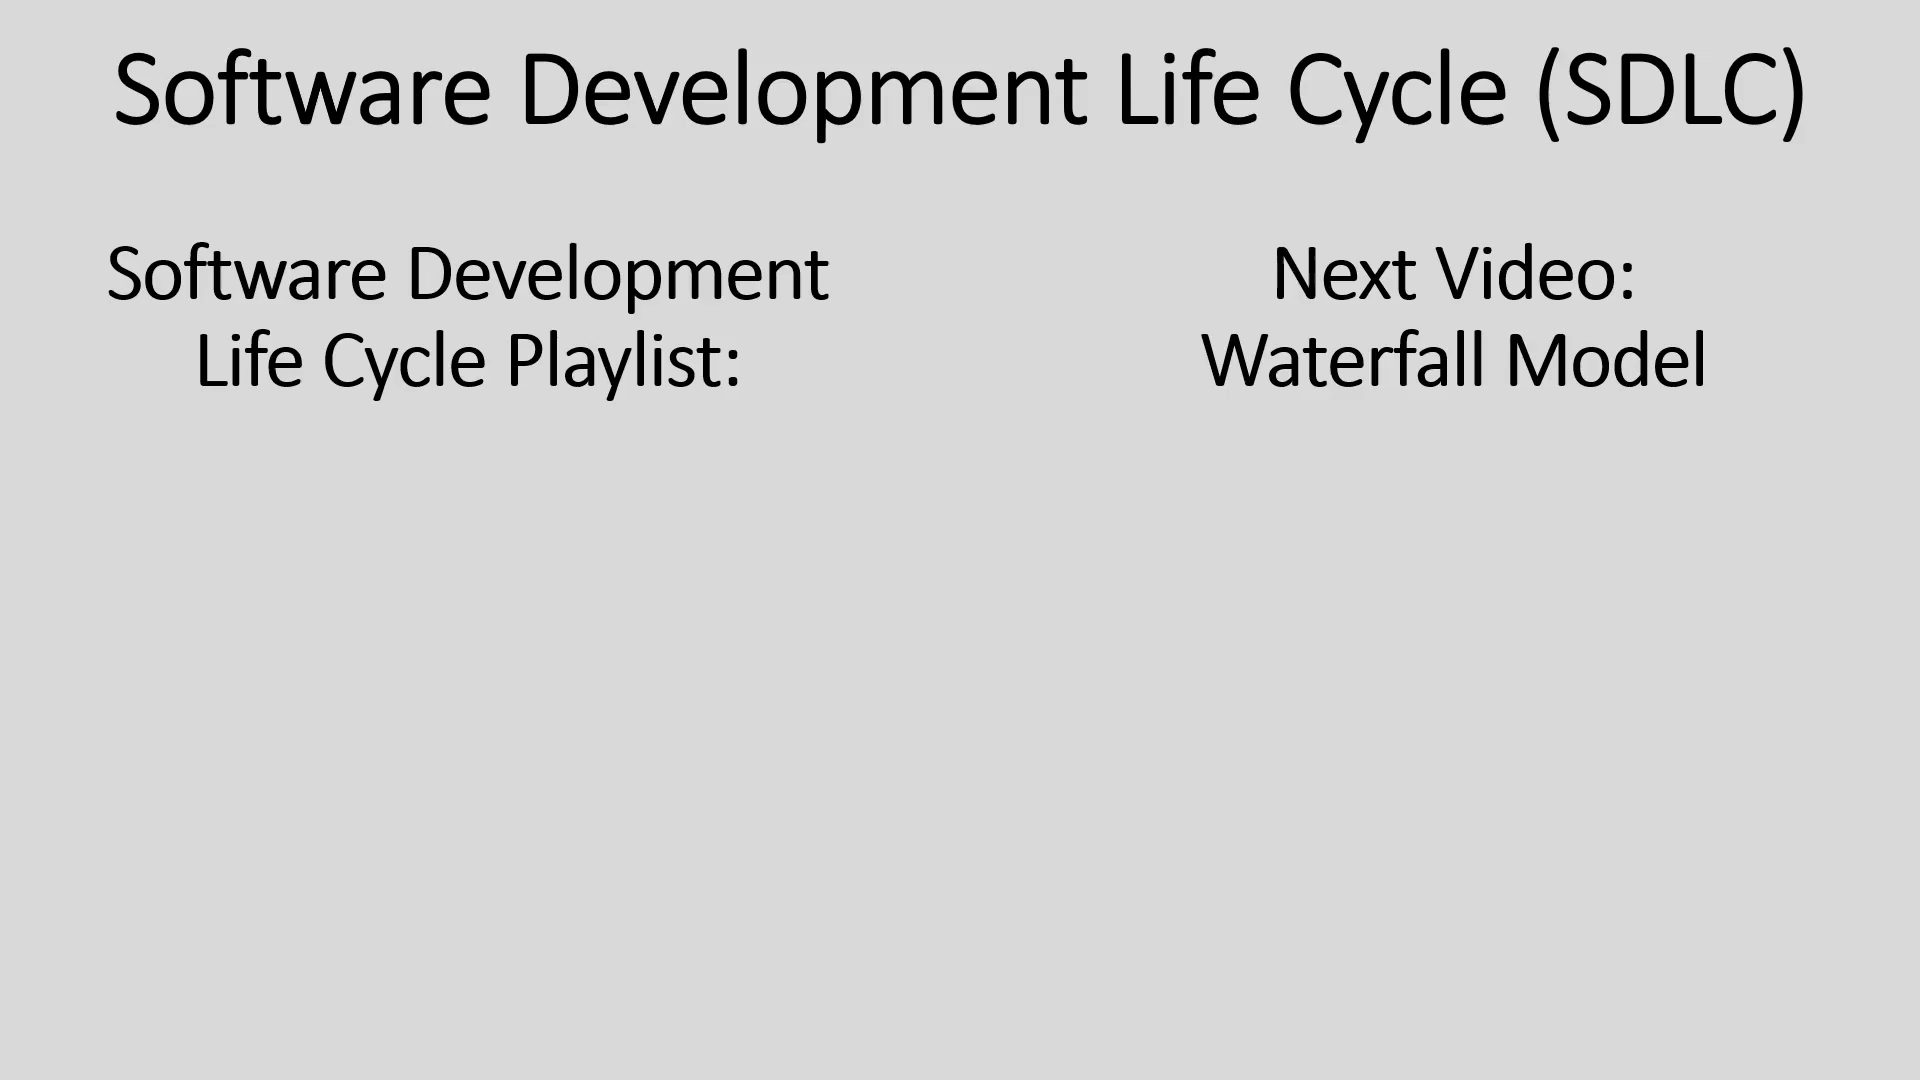 Software Development Life Cycle (SDLC)
Software Development
Life Cycle Playlist:
Next Video:
Waterfall Model